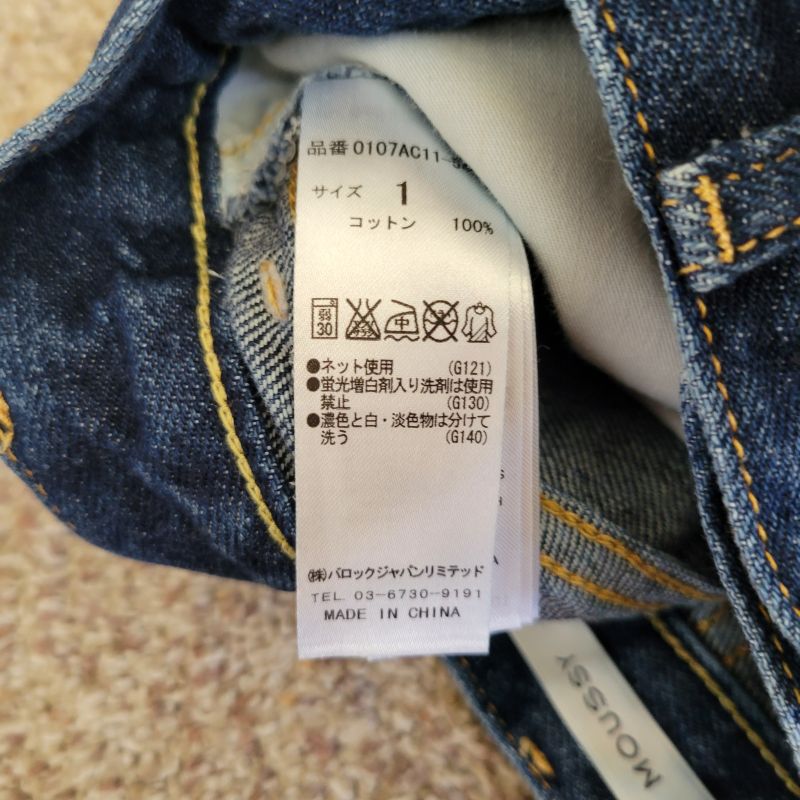 品番 0107AC11-
サイズ 1
コットン 100%
弱
30
中
●ネット使用 (G121)
●蛍光増白剤入り洗剤は使用
禁止 (G130)
●濃色と白・淡色物は分けて
洗う (G140)
㈱バロックジャパンリミテッド
TEL. 03-6730-9191
MADE IN CHINA
MOUSSY